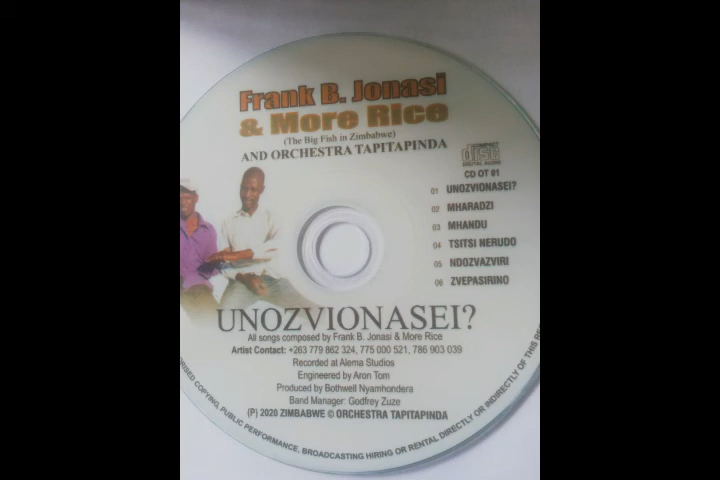 Frank B. Jonasi
& More Rice
(The Big Fish in Zimbabwe)
AND ORCHESTRA TAPITAPINDA
COMPACT
disc
DIGITAL AUDIO
CD OT 01
01 UNOZVIONASEI?
02 MHARADZI
03 MHANDU
04 TSITSI NERUDO
05 NDOZVAZVIRI
06 ZVEPASIRINO
UNOZVIONASEI?
All songs composed by Frank B. Jonasi & More Rice
Artist Contact: +263 779 862 324, 775 000 521, 786 903 039
Recorded at Alema Studios
Engineered by Aron Tom
Produced by Bothwell Nyamhondera
Band Manager: Godfrey Zuze
(P) 2020 ZIMBABWE © ORCHESTRA TAPITAPINDA
COPYING, PUBLIC PERFORMANCE, BROADCASTING HIRING OR RENTAL DIRECTLY OR INDIRECTLY OF THIS